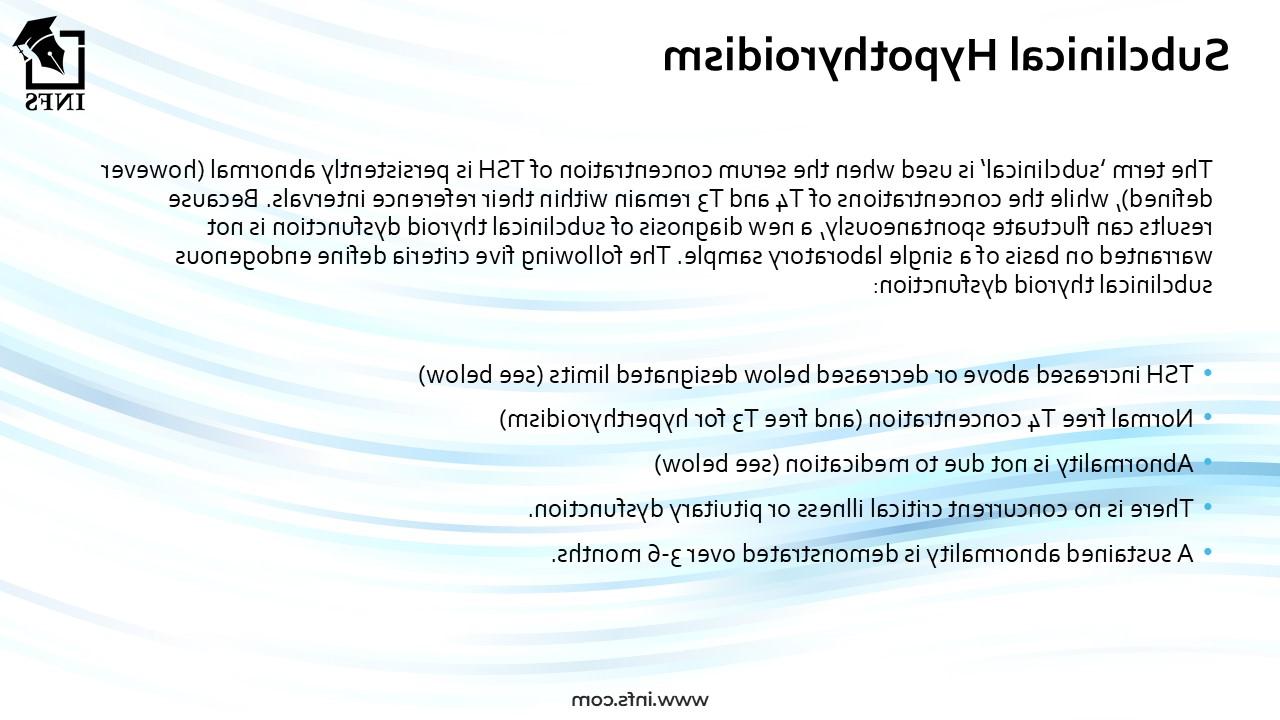 Subclinical Hypothyroidism
INFS
The term ‘subclinical’ is used when the serum concentration of TSH is persistently abnormal (however
defined), while the concentrations of T4 and T3 remain within their reference intervals. Because
results can fluctuate spontaneously, a new diagnosis of subclinical thyroid dysfunction is not
warranted on basis of a single laboratory sample. The following five criteria define endogenous
subclinical thyroid dysfunction:
• TSH increased above or decreased below designated limits (see below)
• Normal free T4 concentration (and free T3 for hyperthyroidism)
• Abnormality is not due to medication (see below)
• There is no concurrent critical illness or pituitary dysfunction.
• A sustained abnormality is demonstrated over 3-6 months.
www.infs.com